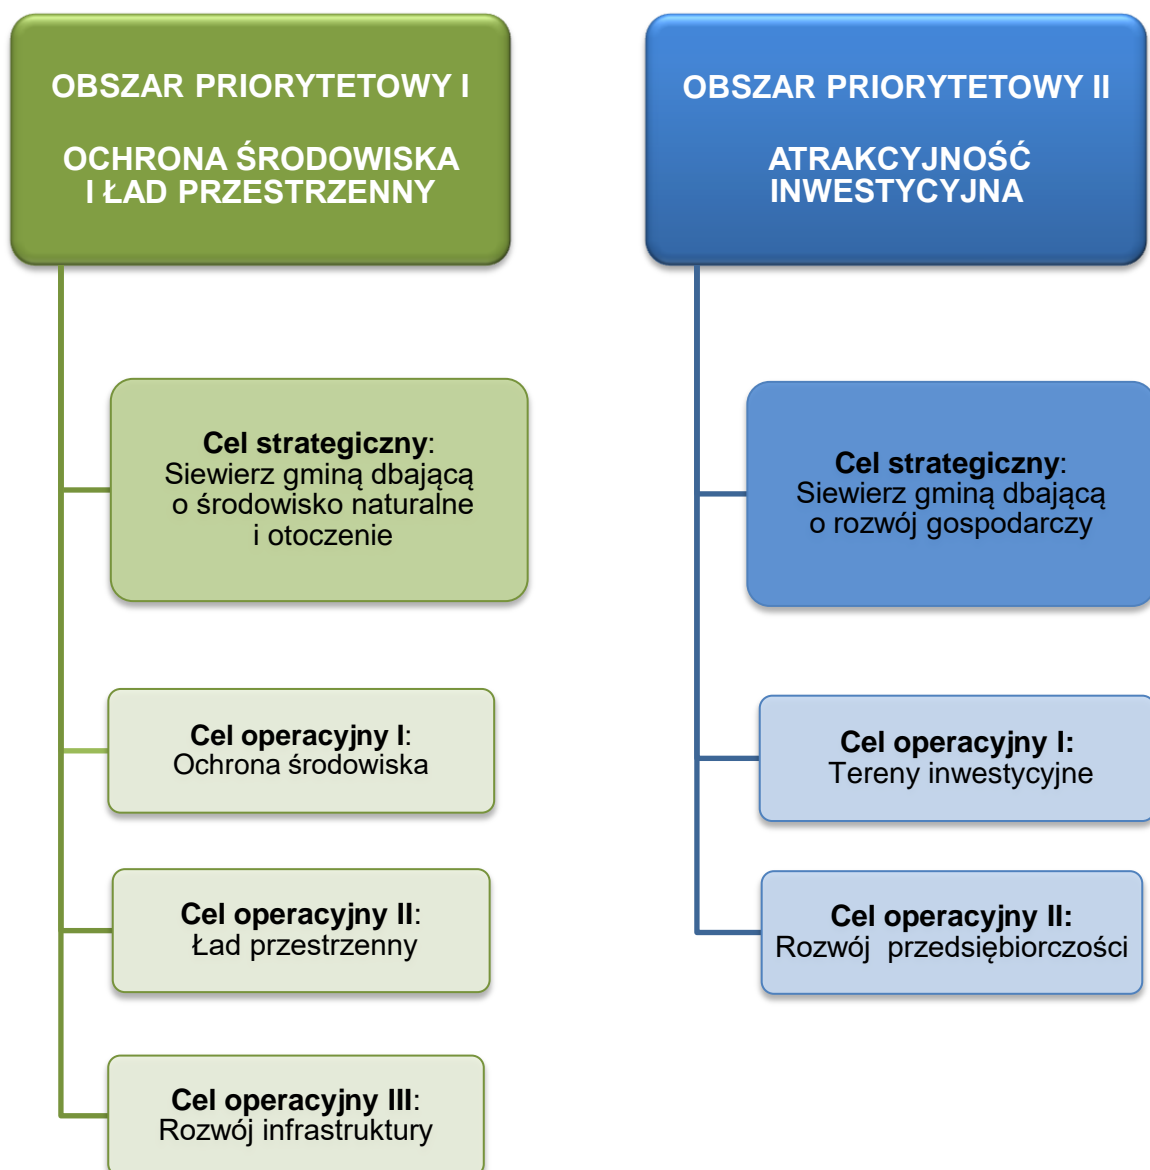 OBSZAR PRIORYTETOWY I
OCHRONA ŚRODOWISKA
I ŁAD PRZESTRZENNY
Cel strategiczny:
Siewierz gminą dbającą
o środowisko naturalne
i otoczenie
Cel operacyjny I:
Ochrona środowiska
Cel operacyjny II:
Ład przestrzenny
Cel operacyjny III:
Rozwój infrastruktury
OBSZAR PRIORYTETOWY II
ATRAKCYJNOŚĆ
INWESTYCYJNA
Cel strategiczny:
Siewierz gminą dbającą
o rozwój gospodarczy
Cel operacyjny I:
Tereny inwestycyjne
Cel operacyjny II:
Rozwój przedsiębiorczości